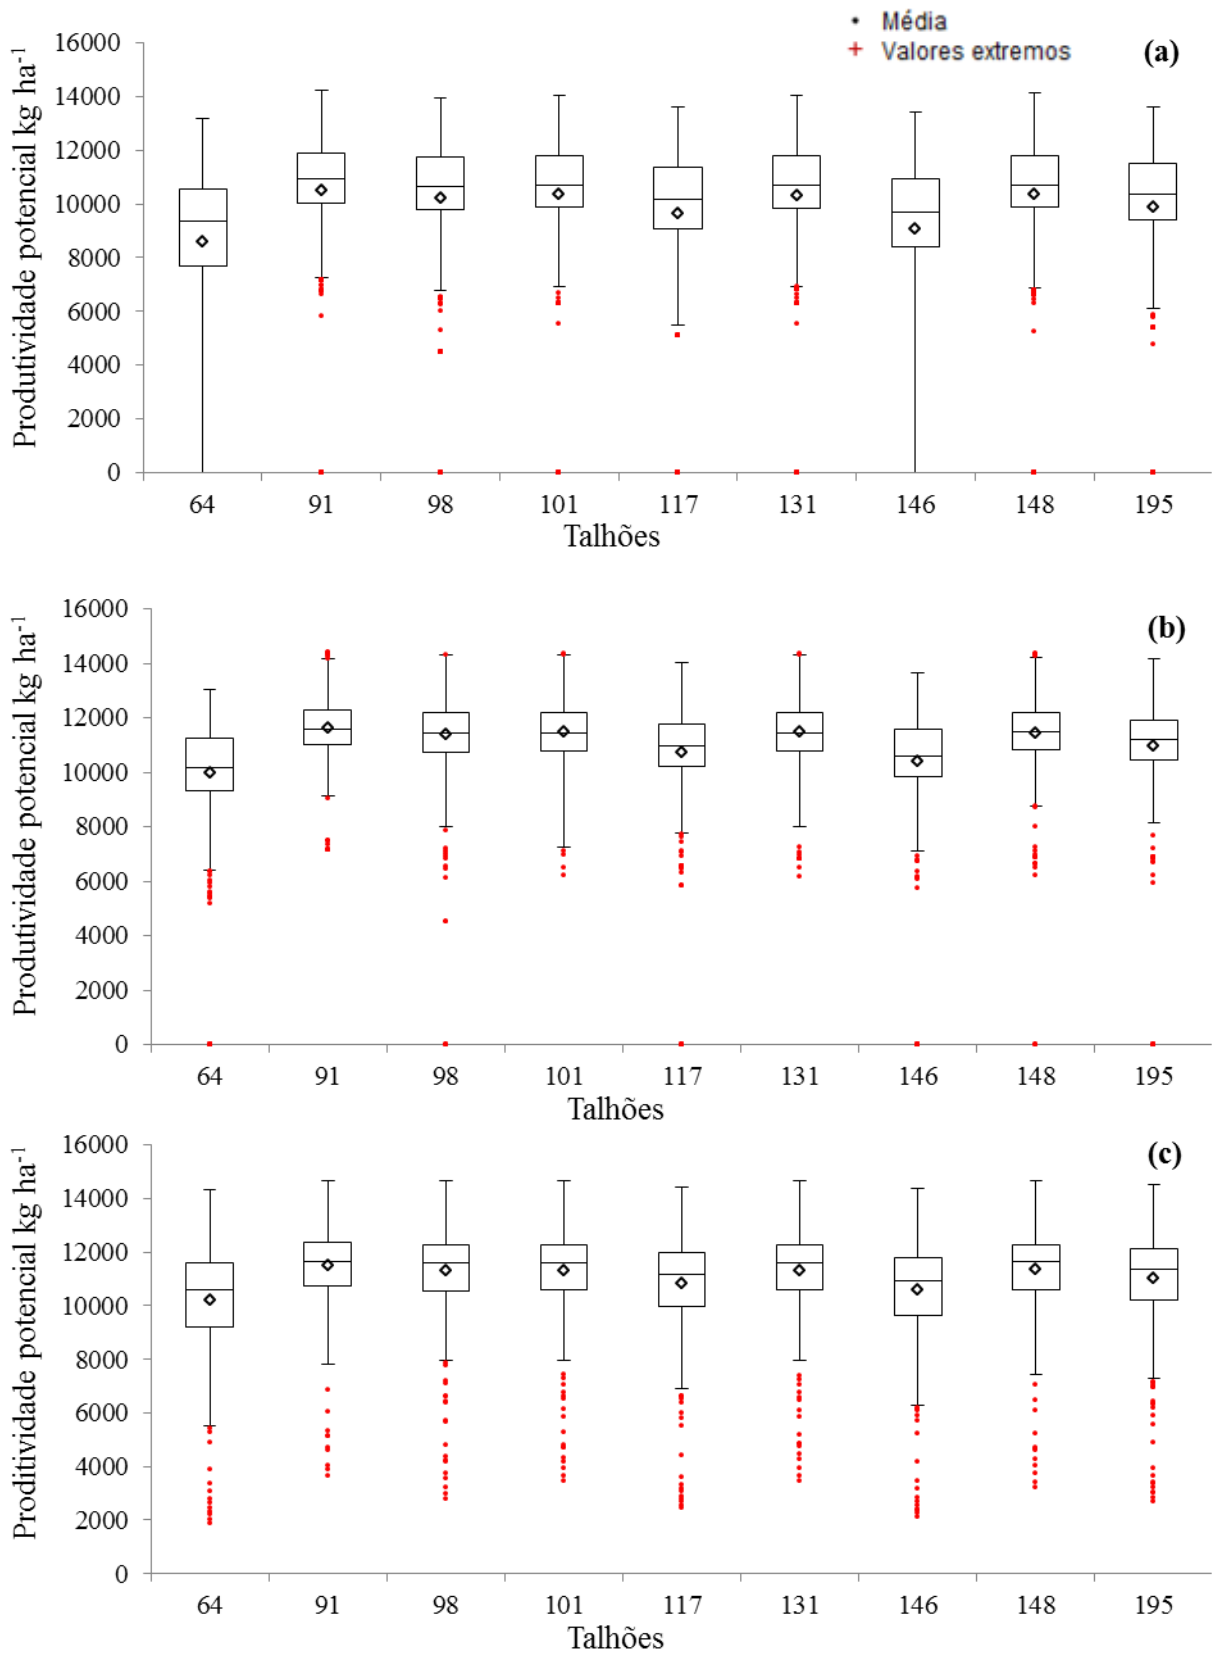 • Média
+ Valores extremos
(a)
Produtividade potencial kg ha-1
16000
14000
12000
10000
8000
6000
4000
2000
0
64 91 98 101 117 131 146 148 195
Talhões
(b)
Produtividade potencial kg ha-1
16000
14000
12000
10000
8000
6000
4000
2000
0
64 91 98 101 117 131 146 148 195
Talhões
(c)
Proditividade potencial kg ha-1
16000
14000
12000
10000
8000
6000
4000
2000
0
64 91 98 101 117 131 146 148 195
Talhões